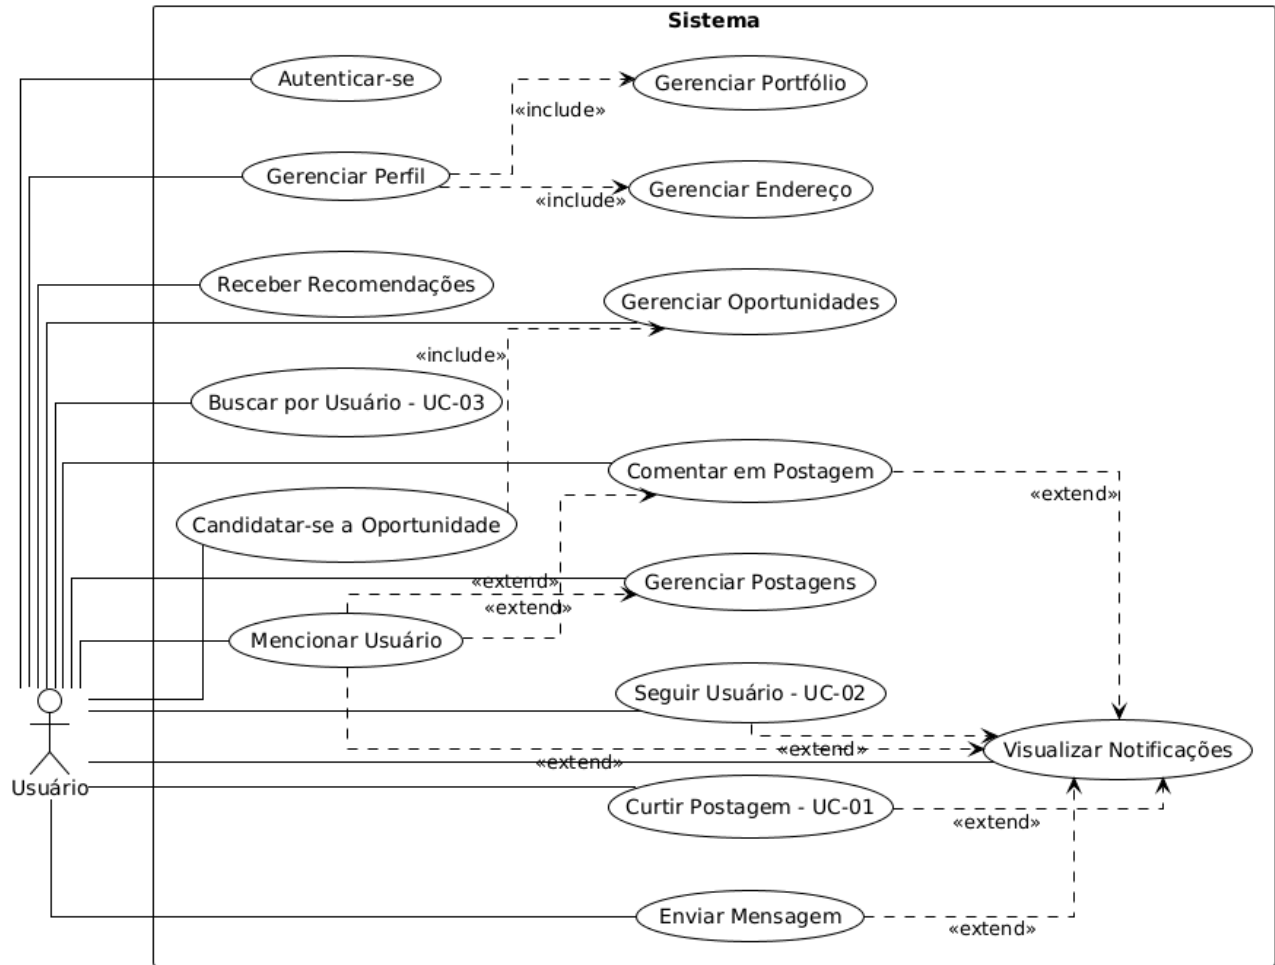 Sistema
Autenticar-se
Gerenciar Portfólio
«include»
Gerenciar Perfil
Gerenciar Endereço
«include»
Receber Recomendações
Gerenciar Oportunidades
«include»
Buscar por Usuário - UC-03
Comentar em Postagem
«extend»
Candidatar-se a Oportunidade
«extend»
Gerenciar Postagens
«extend»
Mencionar Usuário
Seguir Usuário - UC-02
«extend»
Visualizar Notificações
«extend»
Usuário
Curtir Postagem - UC-01
«extend»
Enviar Mensagem
«extend»